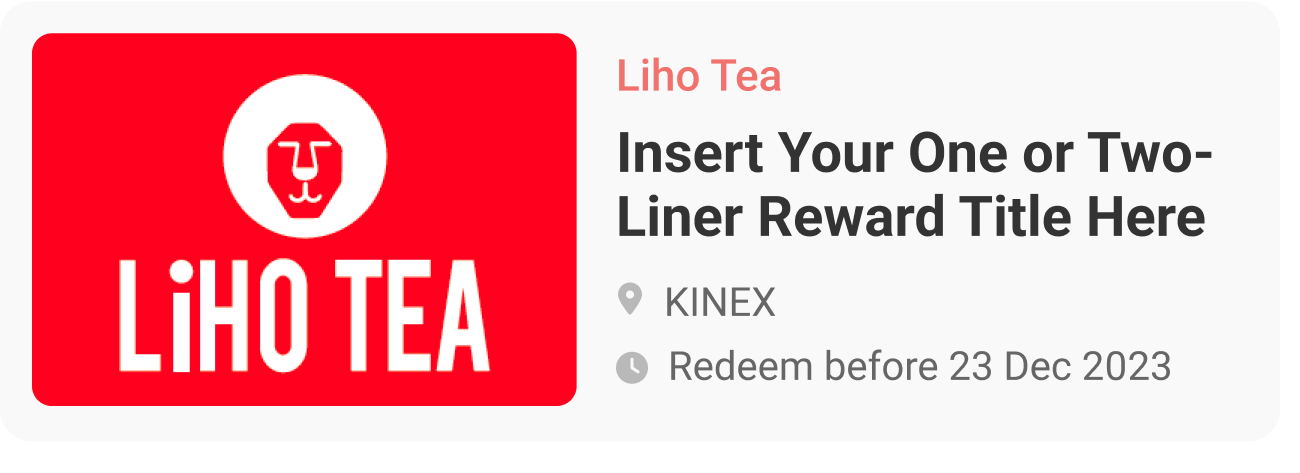 LiHO TEA
Liho Tea
Insert Your One or Two-
Liner Reward Title Here
KINEX
Redeem before 23 Dec 2023